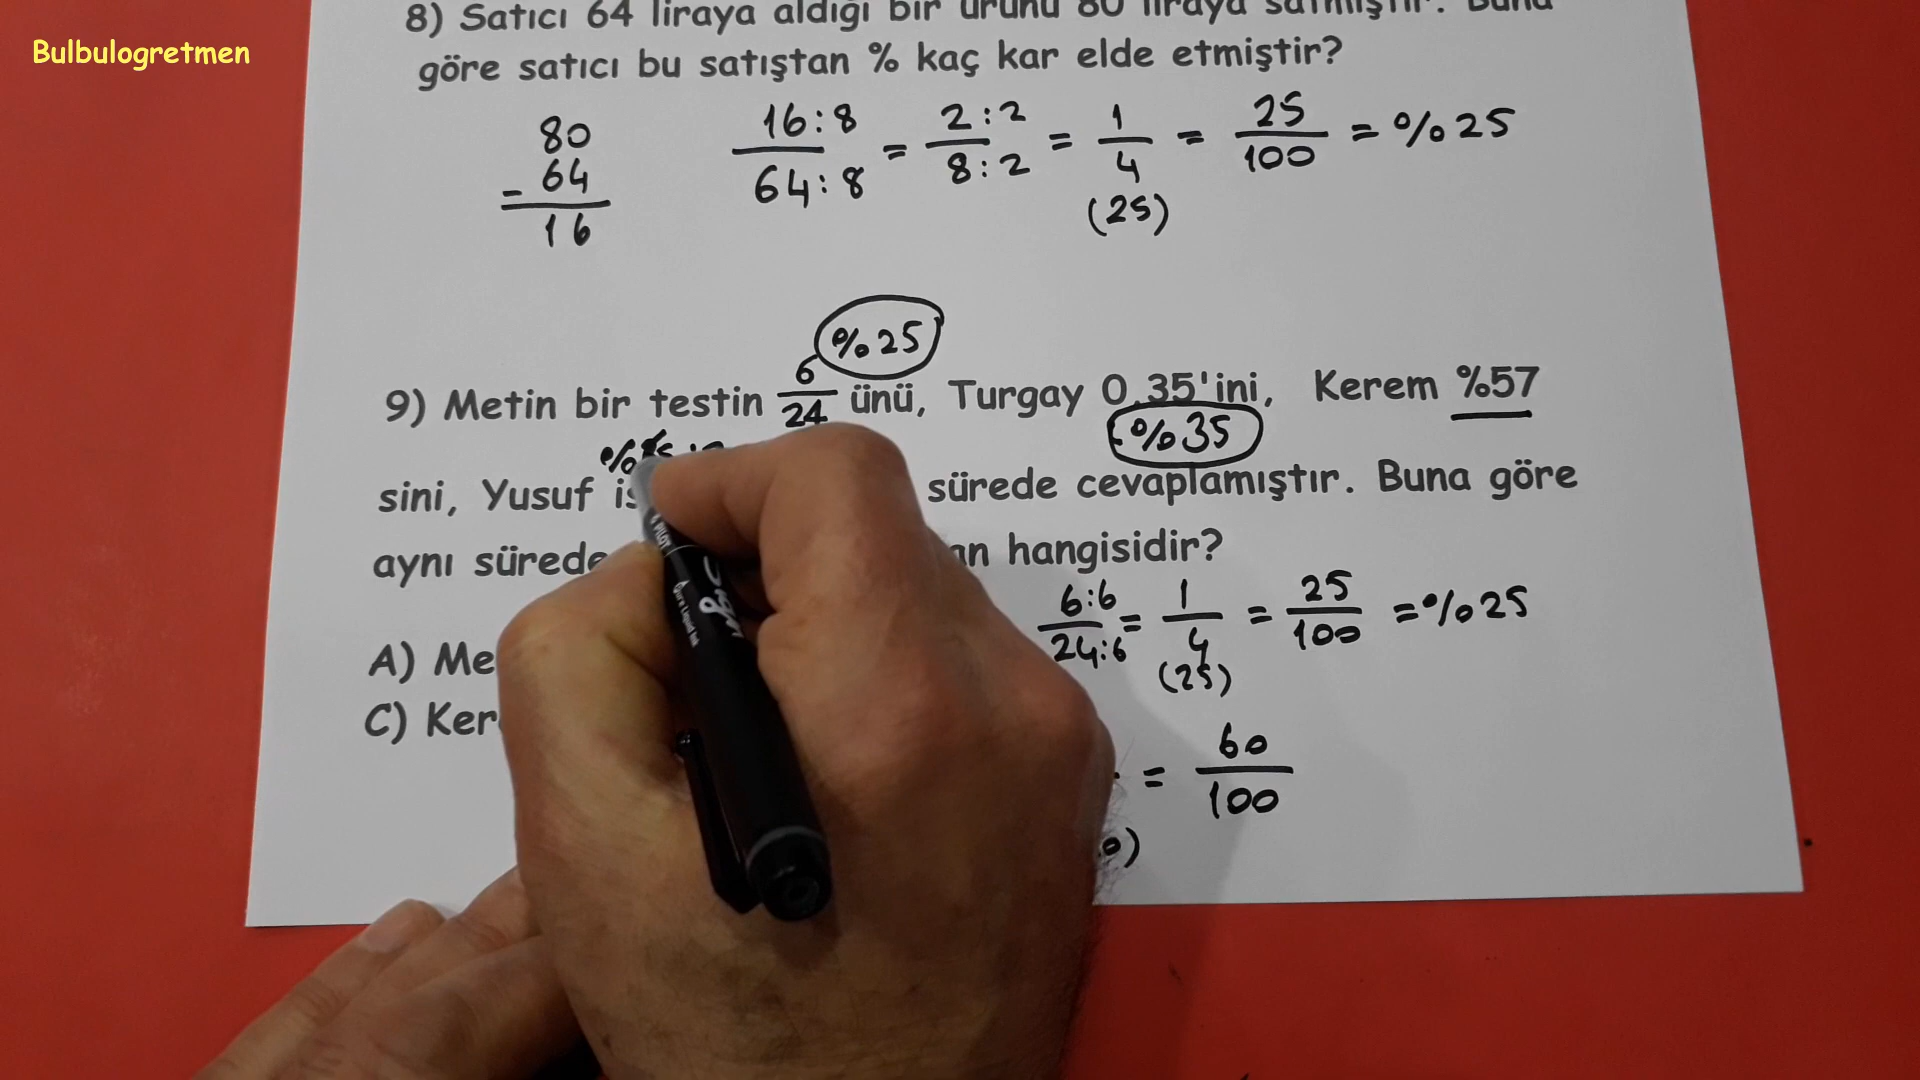 Bulbulogretmen
8) Satıcı 64 liraya aldığı bir ürünü 80 liraya satmıştır. Buna
göre satıcı bu satıştan % kaç kar elde etmiştir?
80
- 64
16
16:8 / 64:8 = 2:2 / 8:2 = 1/4 = 25/100 = %25
(25)
%25
9) Metin bir testin 6/24 ünü, Turgay 0,35'ini, Kerem %57
%35
sini, Yusuf sürede cevaplamıştır. Buna göre
aynı sürede hangisidir?
6:6 / 24:6 = 1/4 = 25/100 = %25
(25)
A)
C)
= 60/100